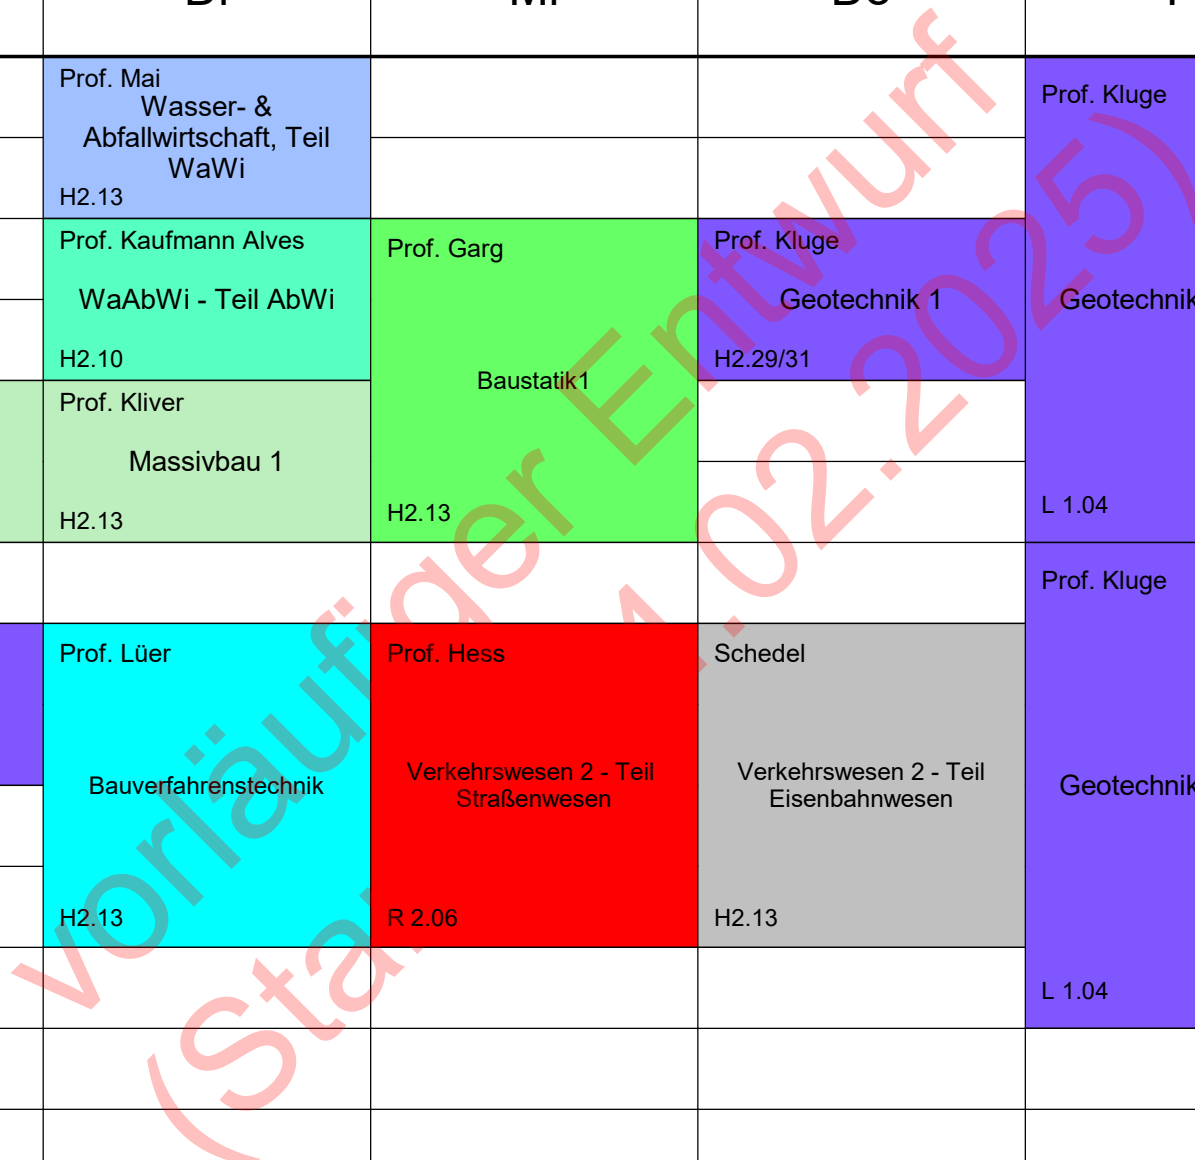 Di
Mi
Do
Prof. Mai
Wasser- &
Abfallwirtschaft, Teil
WaWi
H2.13
Prof. Kaufmann Alves
WaAbWi - Teil AbWi
H2.10
Prof. Kliver
Massivbau 1
H2.13
Prof. Lüer
Bauverfahrenstechnik
H2.13
Prof. Garg
Baustatik1
H2.13
Prof. Hess
Verkehrswesen 2 - Teil
Straßenwesen
R 2.06
Prof. Kluge
Geotechnik 1
H2.29/31
Schedel
Verkehrswesen 2 - Teil
Eisenbahnwesen
H2.13
Prof. Kluge
Geotechnik
L 1.04
Prof. Kluge
Geotechnik
L 1.04
vorläufiger Entwurf
.02.2025)